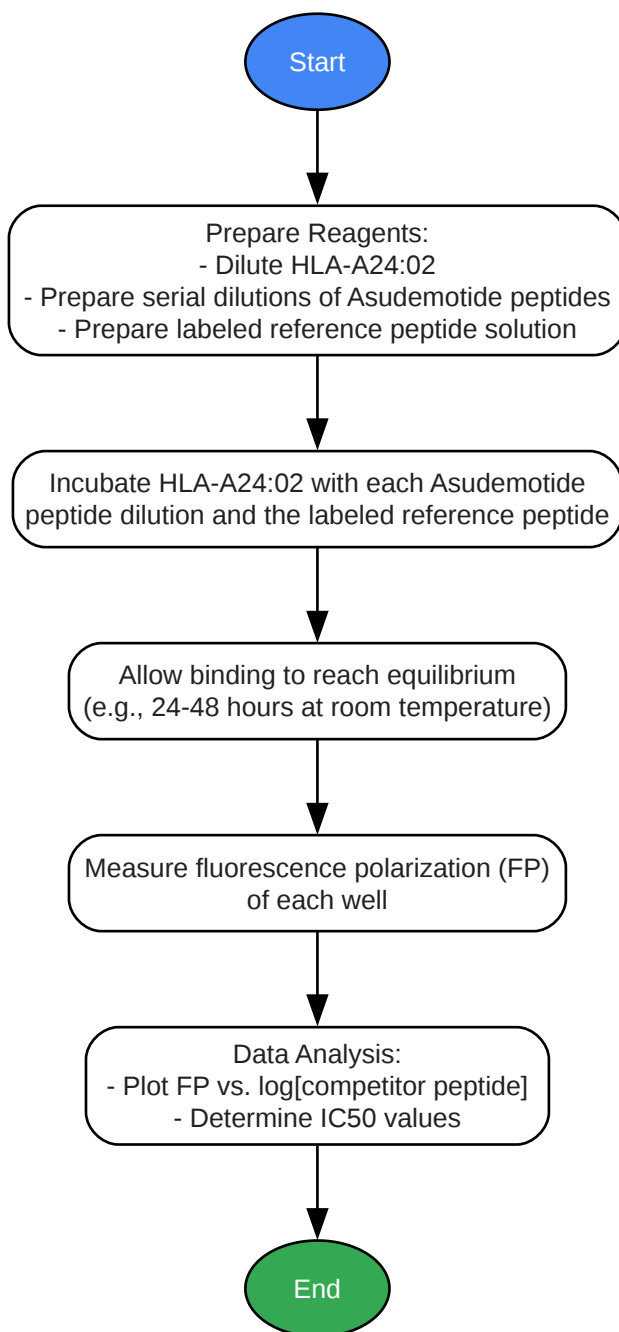 Start
Prepare Reagents:
- Dilute HLA-A24:02
- Prepare serial dilutions of Asudemotide peptides
- Prepare labeled reference peptide solution
Incubate HLA-A24:02 with each Asudemotide
peptide dilution and the labeled reference peptide
Allow binding to reach equilibrium
(e.g., 24-48 hours at room temperature)
Measure fluorescence polarization (FP)
of each well
Data Analysis:
- Plot FP vs. log[competitor peptide]
- Determine IC50 values
End